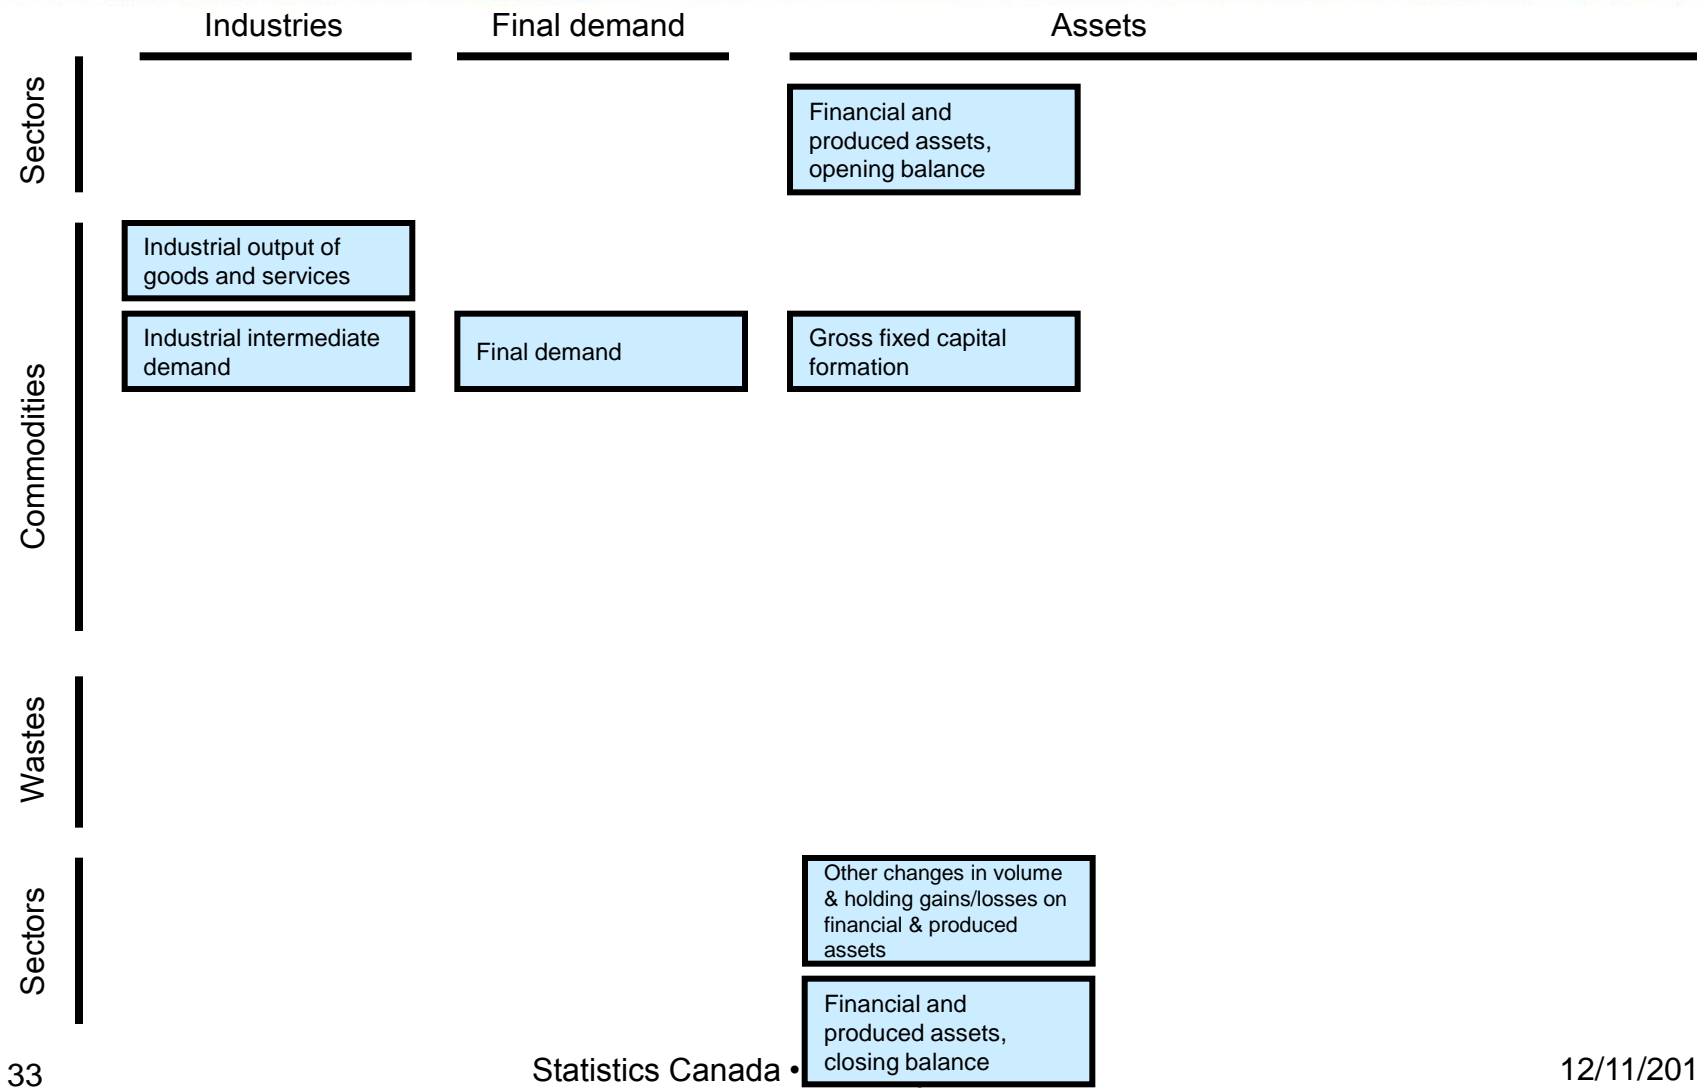 Industries
Final demand
Assets
Sectors
Financial and
produced assets,
opening balance
Commodities
Industrial output of
goods and services
Industrial intermediate
demand
Final demand
Gross fixed capital
formation
Wastes
Sectors
Other changes in volume
& holding gains/losses on
financial & produced
assets
Financial and
produced assets,
closing balance
33
Statistics Canada •
12/11/201